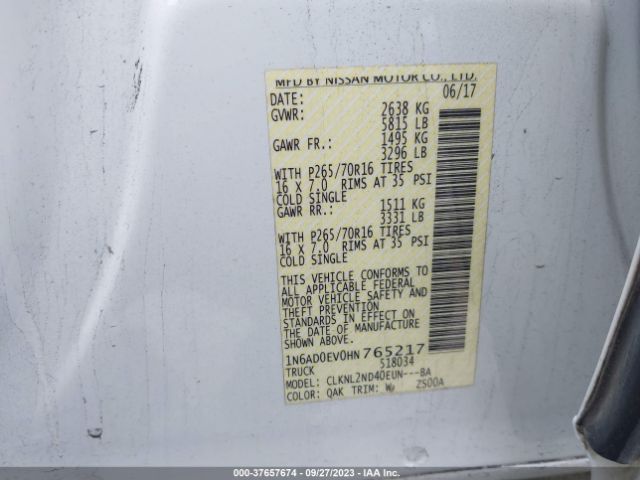 MFD BY NISSAN MOTOR CO., LTD.
DATE: 06/17
GVWR: 2638 KG
5815 LB
GAWR FR.: 1495 KG
3296 LB
WITH P265/70R16 TIRES
16 X 7.0 RIMS AT 35 PSI
COLD SINGLE
GAWR RR.: 1511 KG
3331 LB
WITH P265/70R16 TIRES
16 X 7.0 RIMS AT 35 PSI
COLD SINGLE
THIS VEHICLE CONFORMS TO
ALL APPLICABLE FEDERAL
MOTOR VEHICLE SAFETY AND
THEFT PREVENTION
STANDARDS IN EFFECT ON
THE DATE OF MANUFACTURE
SHOWN ABOVE.
1N6AD0EV0HN 765217
TRUCK 518034
MODEL: CLKNL2ND40EUN---BA
COLOR: QAK TRIM: W ZS00A
000-37657674 - 09/27/2023 - IAA Inc.